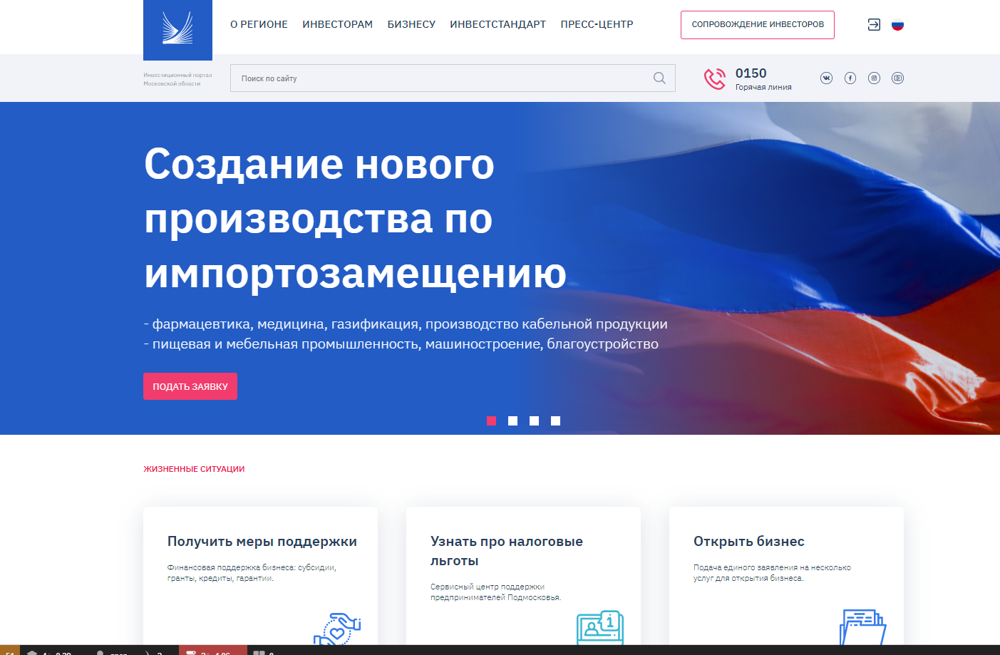 О РЕГИОНЕ ИНВЕСТОРАМ БИЗНЕСУ ИНВЕСТСТАНДАРТ ПРЕСС-ЦЕНТР СОПРОВОЖДЕНИЕ ИНВЕСТОРОВ
Инвестиционный портал
Московской области
Поиск по сайту
0150
Горячая линия
Создание нового
производства по
импортозамещению
- фармацевтика, медицина, газификация, производство кабельной продукции
- пищевая и мебельная промышленность, машиностроение, благоустройство
ПОДАТЬ ЗАЯВКУ
ЖИЗНЕННЫЕ СИТУАЦИИ
Получить меры поддержки
Финансовая поддержка бизнеса: субсидии,
гранты, кредиты, гарантии.
Узнать про налоговые
льготы
Сервисный центр поддержки
предпринимателей Подмосковья.
1
Открыть бизнес
Подача единого заявления на несколько
услуг для открытия бизнеса.